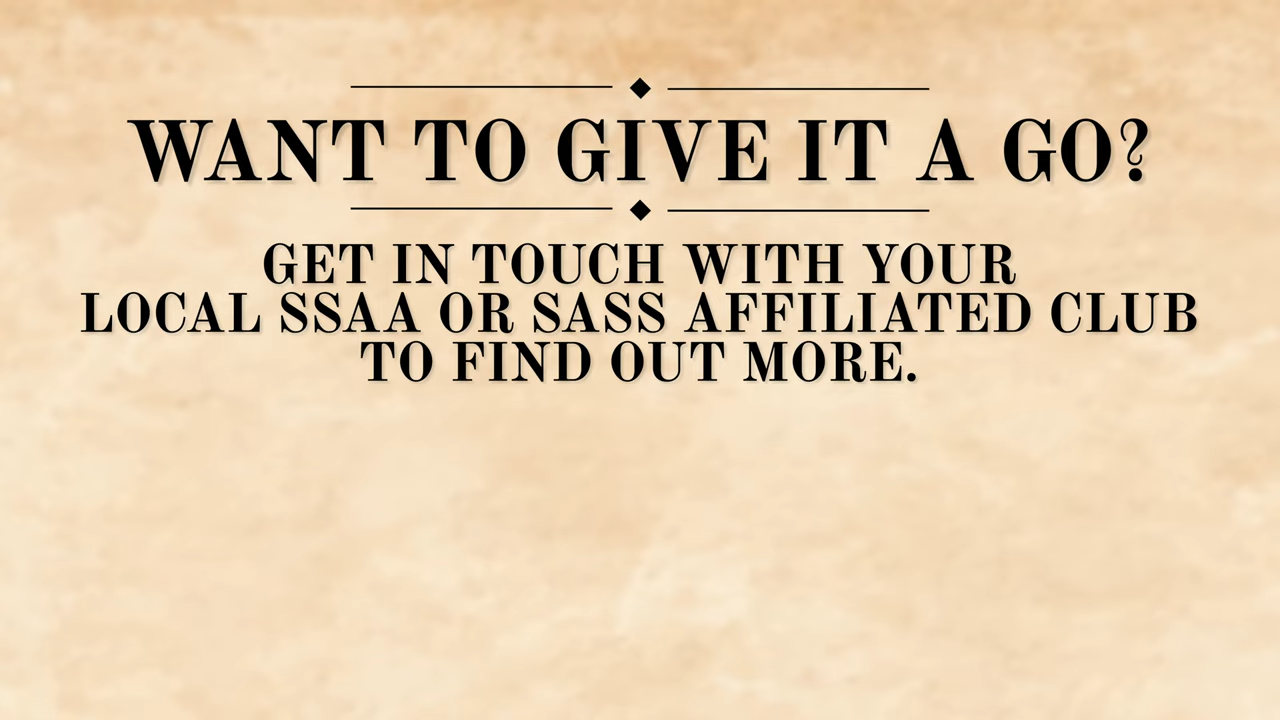 WANT TO GIVE IT A GO?
GET IN TOUCH WITH YOUR
LOCAL SSAA OR SASS AFFILIATED CLUB
TO FIND OUT MORE.